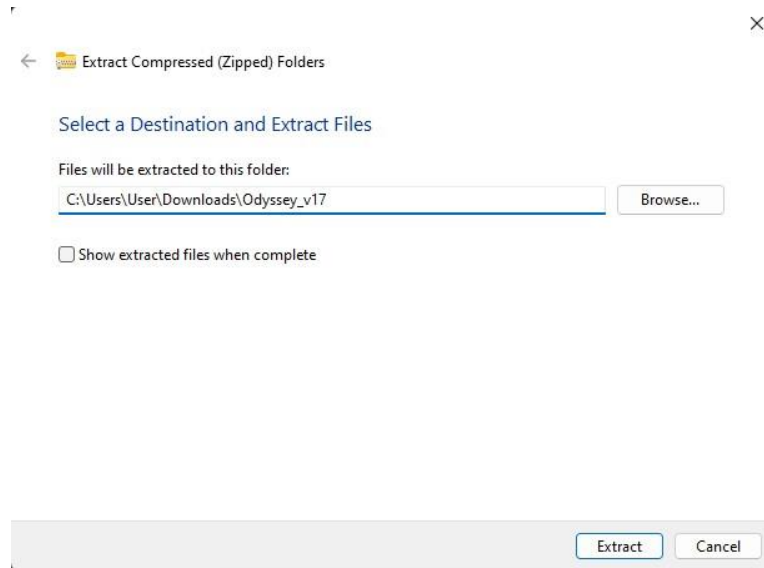 Extract Compressed (Zipped) Folders
Select a Destination and Extract Files
Files will be extracted to this folder:
C:\Users\User\Downloads\Odyssey_v17
Browse...
Show extracted files when complete
Extract
Cancel